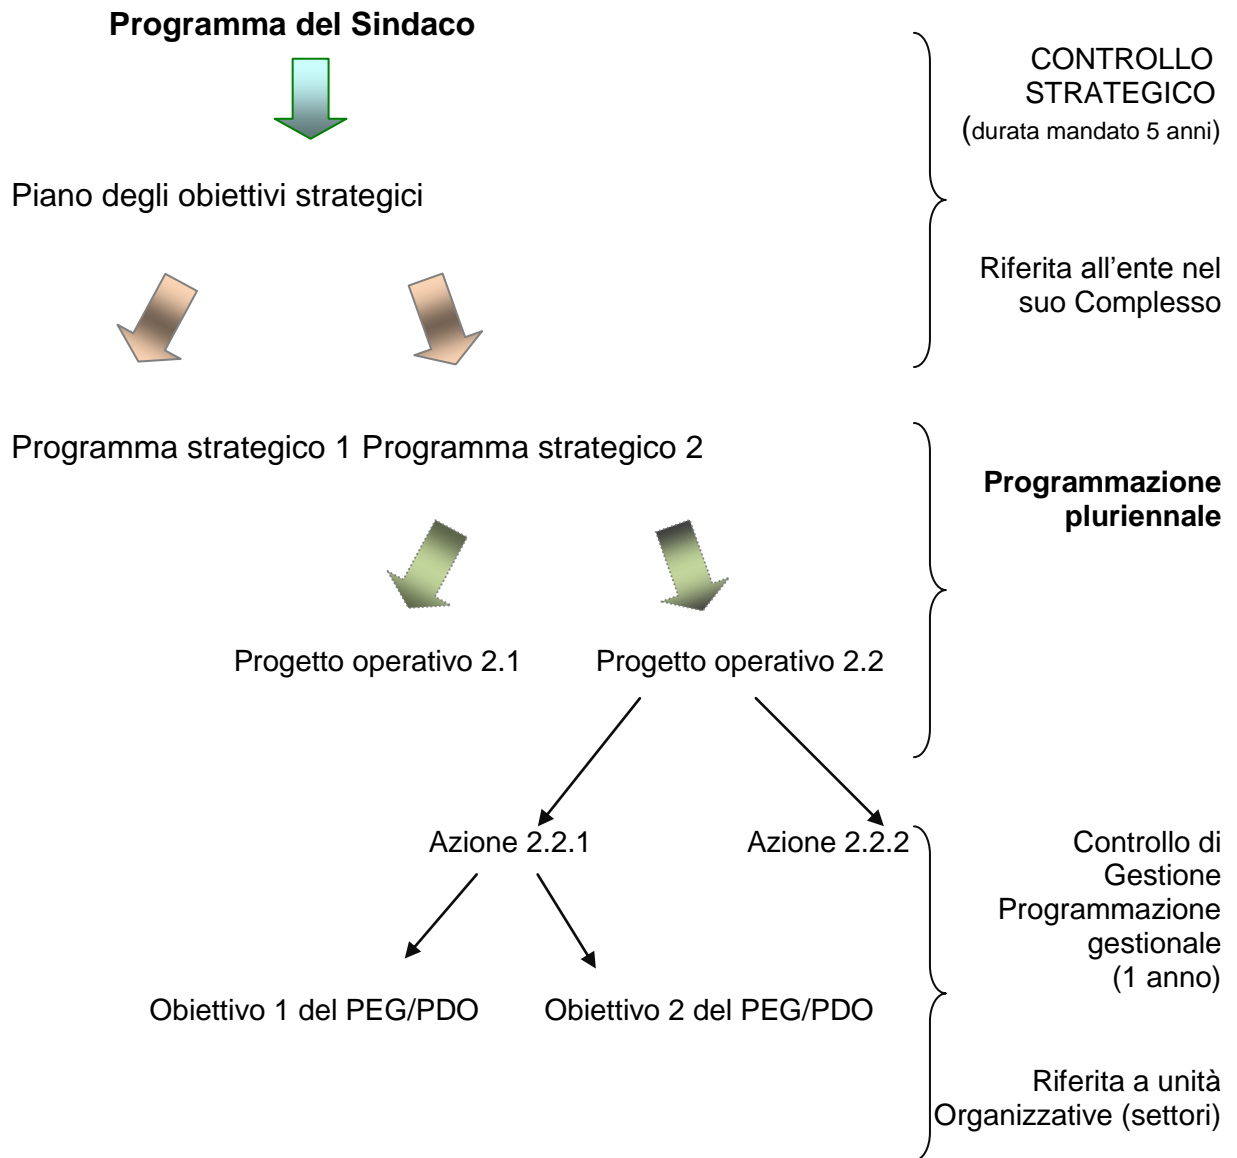 Programma del Sindaco
CONTROLLO
STRATEGICO
(durata mandato 5 anni)
Piano degli obiettivi strategici
Riferita all’ente nel
suo Complesso
Programma strategico 1 Programma strategico 2
Programmazione
pluriennale
Progetto operativo 2.1
Progetto operativo 2.2
Azione 2.2.1
Azione 2.2.2
Controllo di
Gestione
Programmazione
gestionale
(1 anno)
Obiettivo 1 del PEG/PDO
Obiettivo 2 del PEG/PDO
Riferita a unità
Organizzative (settori)